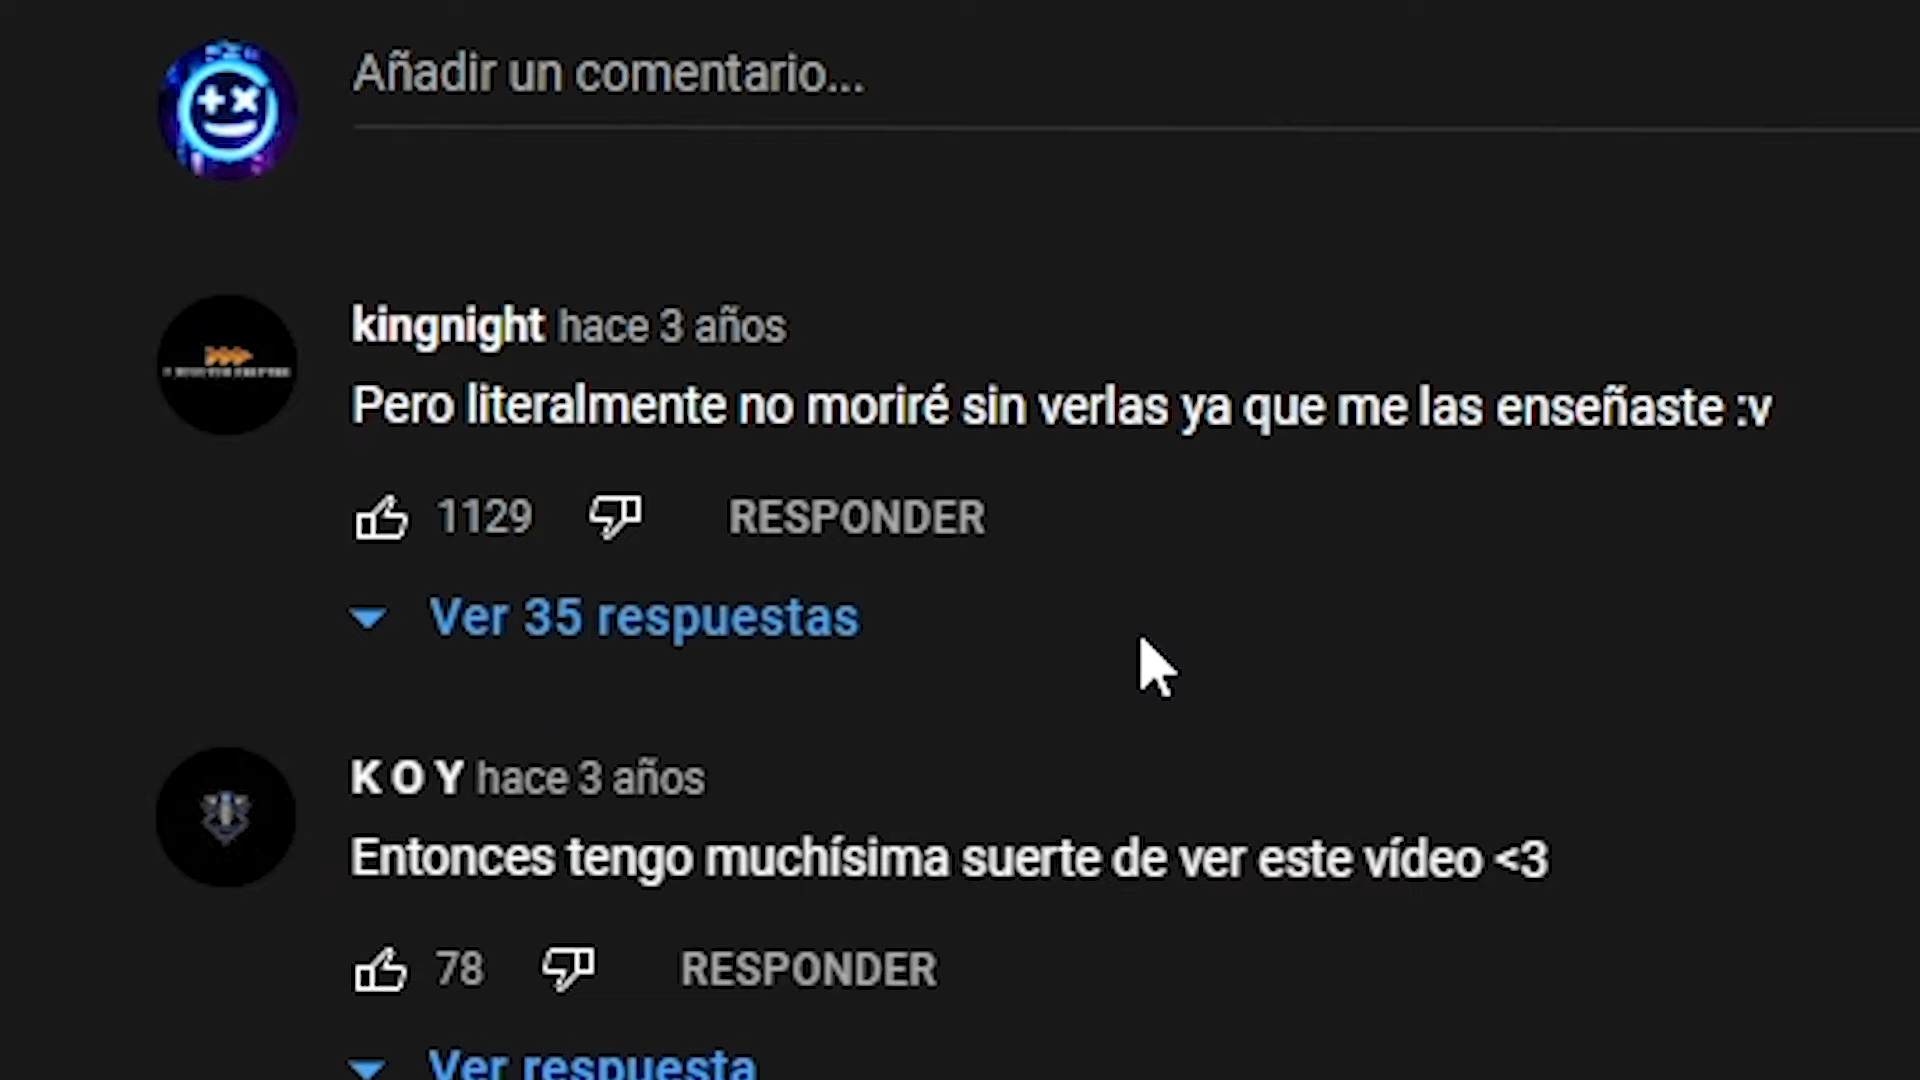 Añadir un comentario...
kingnight hace 3 años
Pero literalmente no moriré sin verlas ya que me las enseñaste :v
1129 RESPONDER
Ver 35 respuestas
K O Y hace 3 años
Entonces tengo muchísima suerte de ver este vídeo <3
78 RESPONDER
Ver respuesta